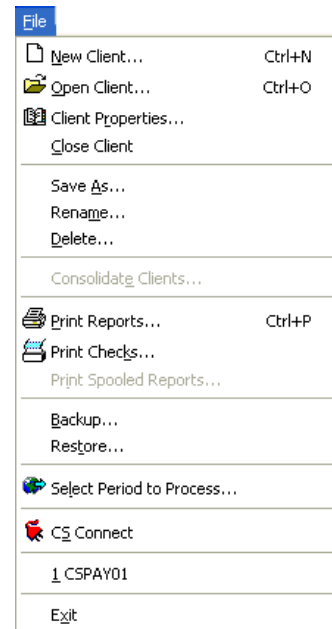 File
New Client... Ctrl+N
Open Client... Ctrl+O
Client Properties...
Close Client
Save As...
Rename...
Delete...
Consolidate Clients...
Print Reports... Ctrl+P
Print Checks...
Print Spooled Reports...
Backup...
Restore...
Select Period to Process...
CS Connect
1 CSPAY01
Exit